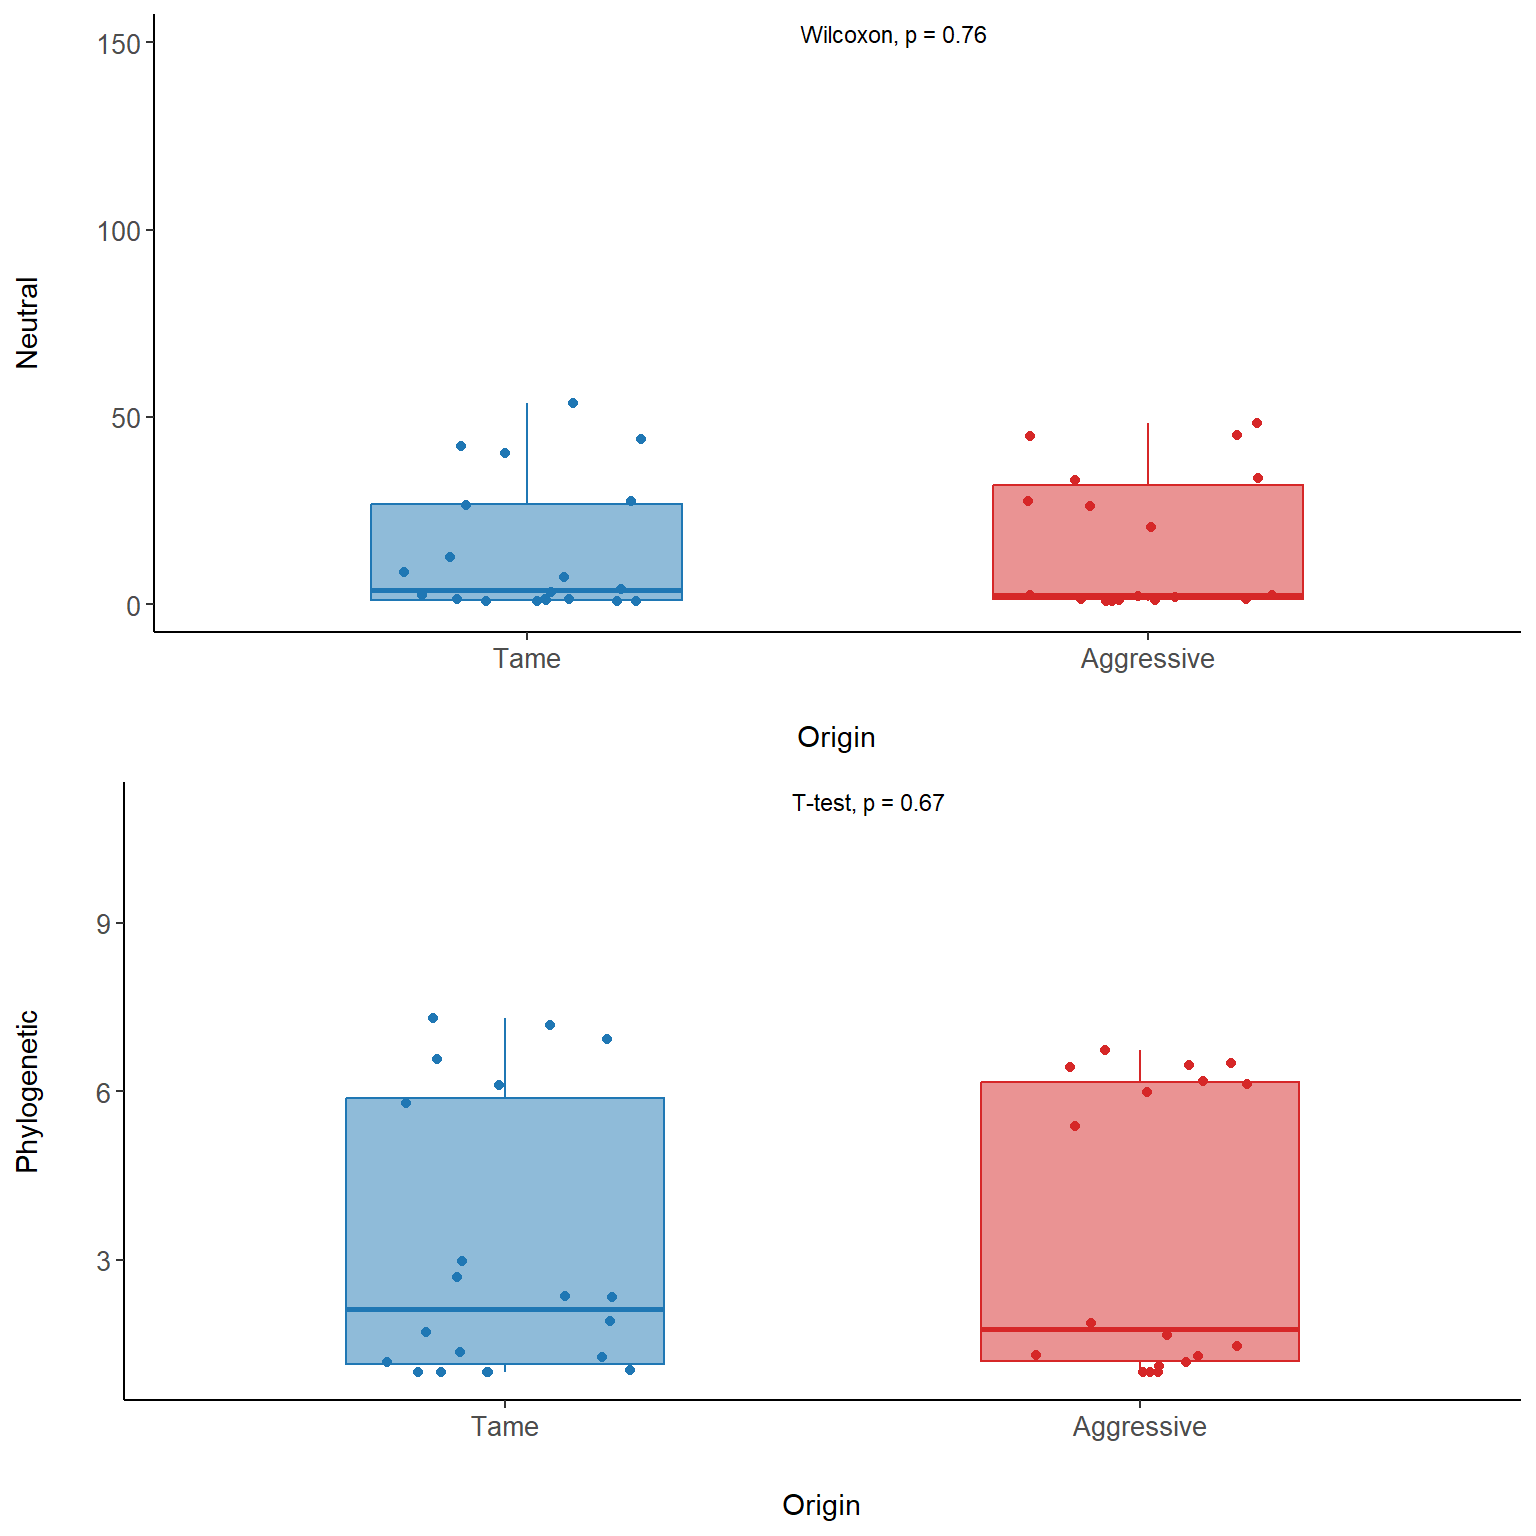 Wilcoxon, p = 0.76
150
100
50
0
Neutral
Tame
Aggressive
Origin
T-test, p = 0.67
9
6
3
Phylogenetic
Tame
Aggressive
Origin